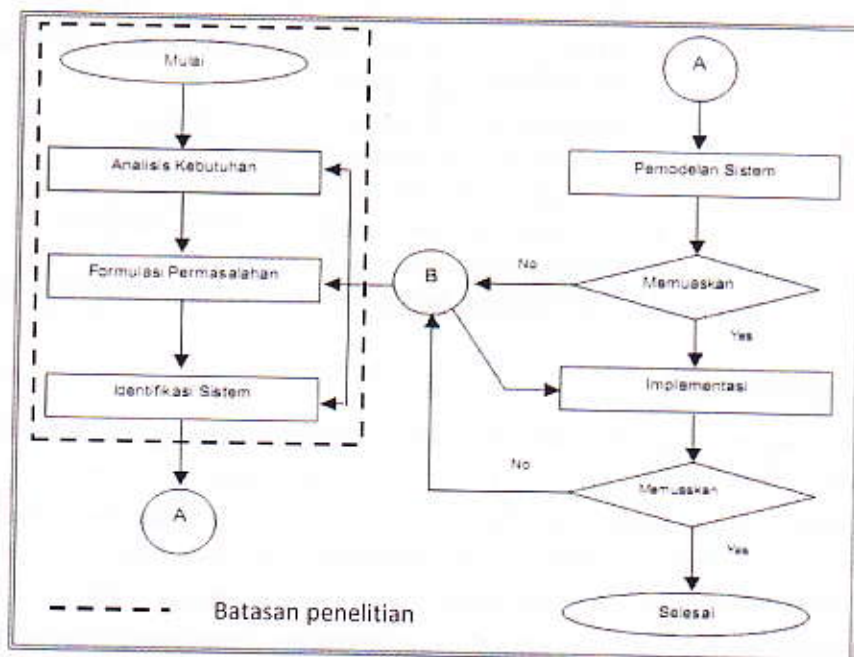 Mulai
Analisis Kebutuhan
Formulasi Permasalahan
Identifikasi Sistem
A
Batasan penelitian
B
A
Pemodelan Sistem
Memuaskan
No
Yes
Implementasi
No
Memuaskan
Yes
Selesai